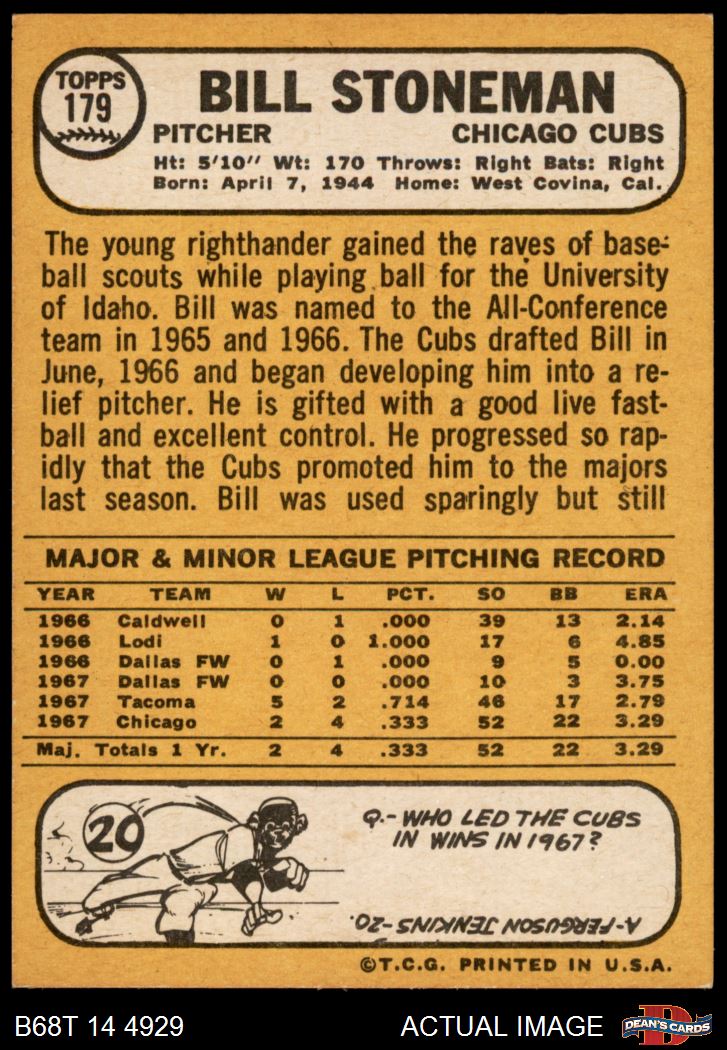 TOPPS
179
BILL STONEMAN
PITCHER CHICAGO CUBS
Ht: 5'10" Wt: 170 Throws: Right Bats: Right
Born: April 7, 1944 Home: West Covina, Cal.
The young righthander gained the raves of base-
ball scouts while playing ball for the University
of Idaho. Bill was named to the All-Conference
team in 1965 and 1966. The Cubs drafted Bill in
June, 1966 and began developing him into a re-
lief pitcher. He is gifted with a good live fast-
ball and excellent control. He progressed so rap-
idly that the Cubs promoted him to the majors
last season. Bill was used sparingly but still
MAJOR & MINOR LEAGUE PITCHING RECORD
YEAR TEAM W L PCT. SO BB ERA
1966 Caldwell 0 1 .000 39 13 2.14
1966 Lodi 1 0 1.000 17 6 4.85
1966 Dallas FW 0 1 .000 9 5 0.00
1967 Dallas FW 0 0 .000 10 3 3.75
1967 Tacoma 5 2 .714 46 17 2.79
1967 Chicago 2 4 .333 52 22 3.29
Maj. Totals 1 Yr. 2 4 .333 52 22 3.29
20
Q.- WHO LED THE CUBS
IN WINS IN 1967?
A-FERGUSON JENKINS-20.
©T.C.G. PRINTED IN U.S.A.
B68T 14 4929 ACTUAL IMAGE
D
DEAN'S CARDS